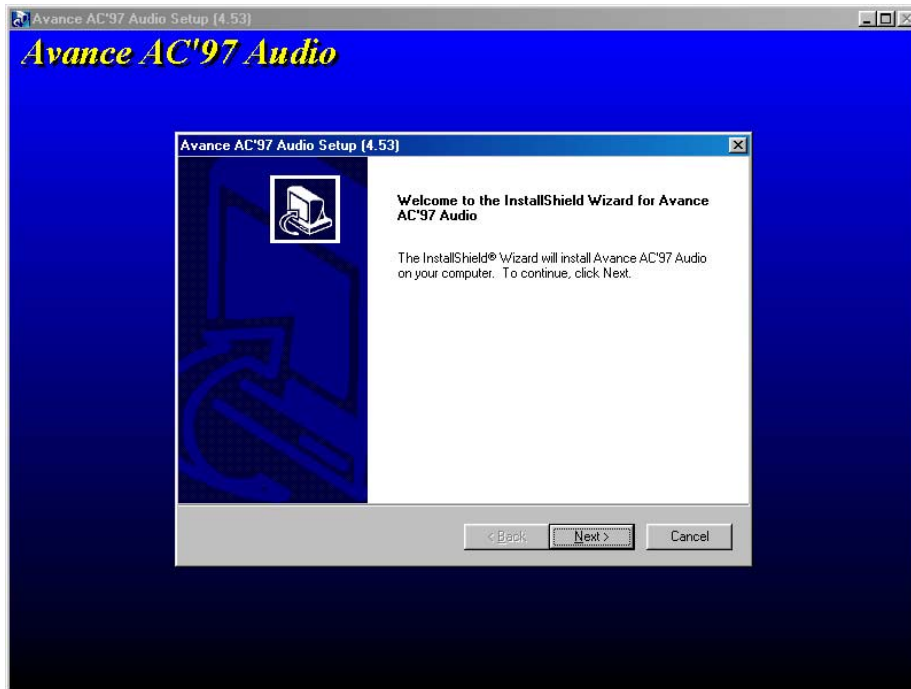 Avance AC'97 Audio Setup (4.53)
Avance AC'97 Audio
Avance AC'97 Audio Setup (4.53)
Welcome to the InstallShield Wizard for Avance
AC'97 Audio
The InstallShield® Wizard will install Avance AC'97 Audio
on your computer. To continue, click Next.
< Back
Next >
Cancel